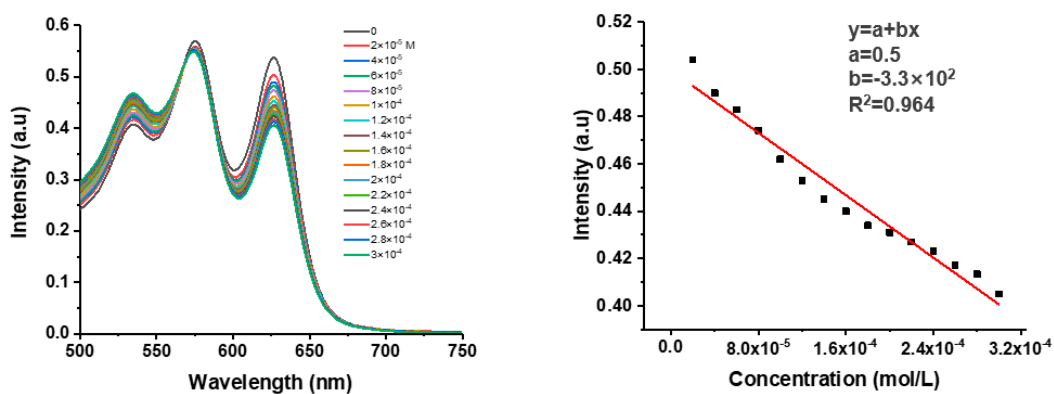 0.6
0.5
0.4
0.3
0.2
0.1
0.0
Intensity (a.u)
500
550
600
650
700
750
Wavelength (nm)
0
2×10⁻⁵ M
4×10⁻⁵
6×10⁻⁵
8×10⁻⁵
1×10⁻⁴
1.2×10⁻⁴
1.4×10⁻⁴
1.6×10⁻⁴
1.8×10⁻⁴
2×10⁻⁴
2.2×10⁻⁴
2.4×10⁻⁴
2.6×10⁻⁴
2.8×10⁻⁴
3×10⁻⁴
0.52
0.50
0.48
0.46
0.44
0.42
0.40
Intensity (a.u)
y=a+bx
a=0.5
b=-3.3×10²
R²=0.964
0.0
8.0x10⁻⁵
1.6x10⁻⁴
2.4x10⁻⁴
3.2x10⁻⁴
Concentration (mol/L)